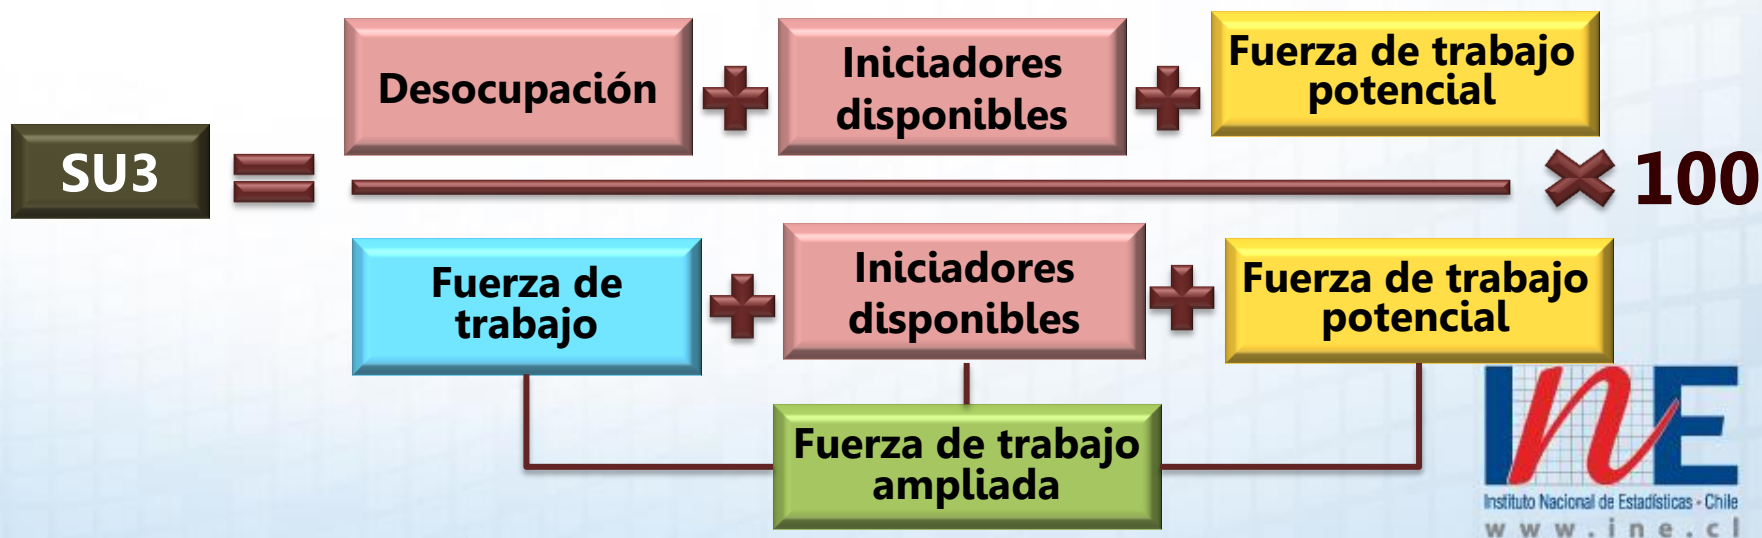 Desocupación
Iniciadores
disponibles
Fuerza de trabajo
potencial
SU3
100
Fuerza de
trabajo
Iniciadores
disponibles
Fuerza de trabajo
potencial
Fuerza de trabajo
ampliada
INE
Instituto Nacional de Estadísticas - Chile
www.ine.cl